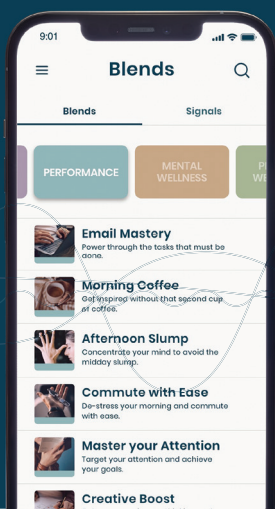 9:01
Blends
Blends Signals
PERFORMANCE
MENTAL
WELLNESS
Email Mastery
Power through the tasks that must be
done.
Morning Coffee
Get inspired without that second cup
of coffee.
Afternoon Slump
Concentrate your mind to avoid the
midday slump.
Commute with Ease
De-stress your morning and commute
with ease.
Master your Attention
Target your attention and achieve
your goals.
Creative Boost